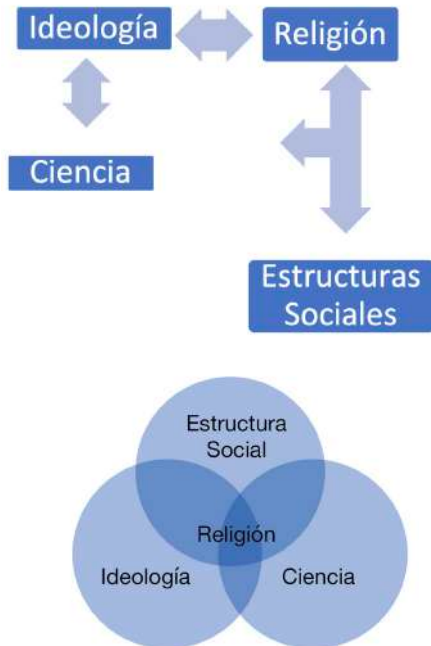 Ideología
Religión
Ciencia
Estructuras
Sociales
Estructura
Social
Religión
Ideología
Ciencia